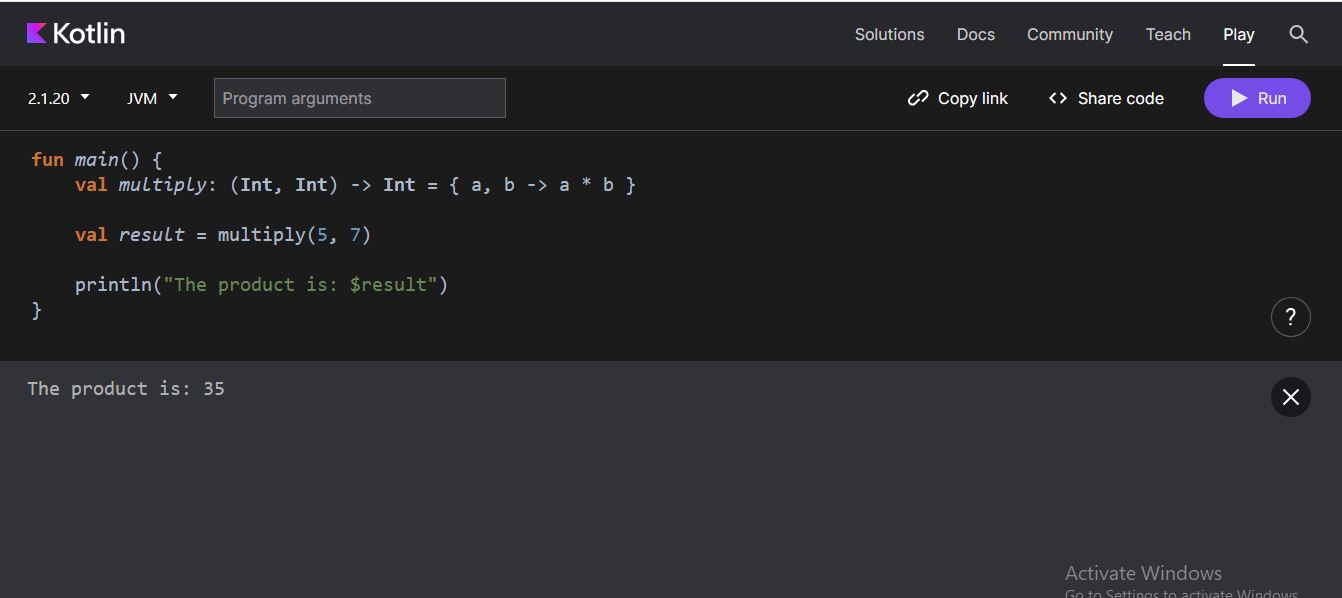 Kotlin
Solutions Docs Community Teach Play
2.1.20 JVM Program arguments Copy link <> Share code Run
fun main() {
    val multiply: (Int, Int) -> Int = { a, b -> a * b }
    val result = multiply(5, 7)
    println("The product is: $result")
}
?
The product is: 35
Activate Windows
Go to Settings to activate Windows.